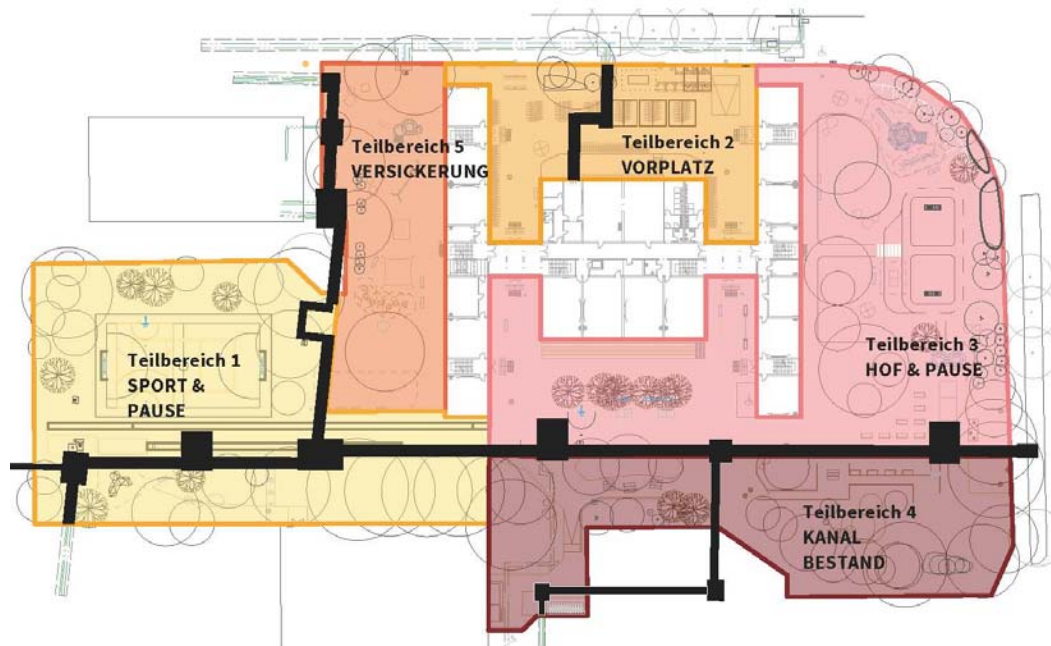 Teilbereich 5
VERSICKERUNG
Teilbereich 2
VORPLATZ
Teilbereich 1
SPORT &
PAUSE
Teilbereich 3
HOF & PAUSE
Teilbereich 4
KANAL
BESTAND